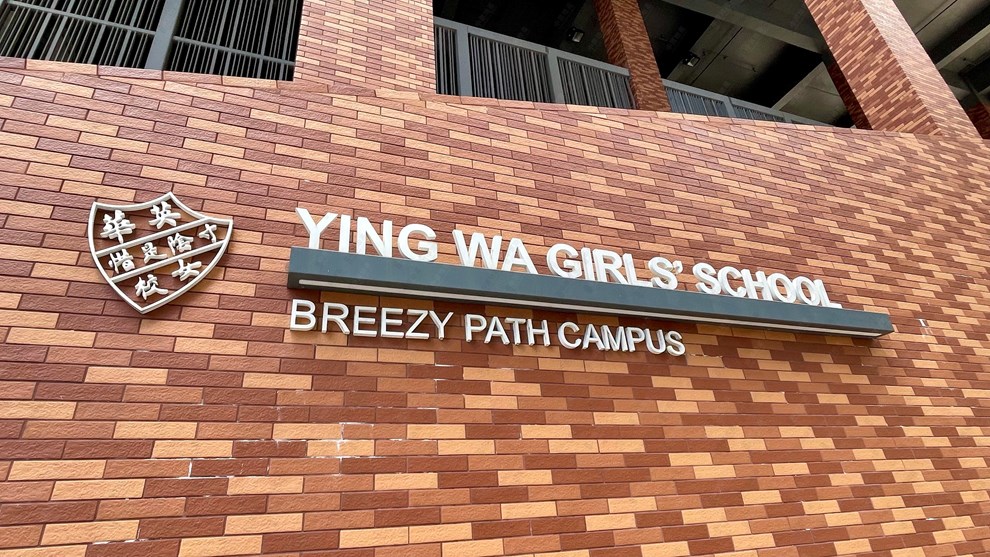 英華
寸陰是惜
女校
YING WA GIRLS' SCHOOL
BREEZY PATH CAMPUS